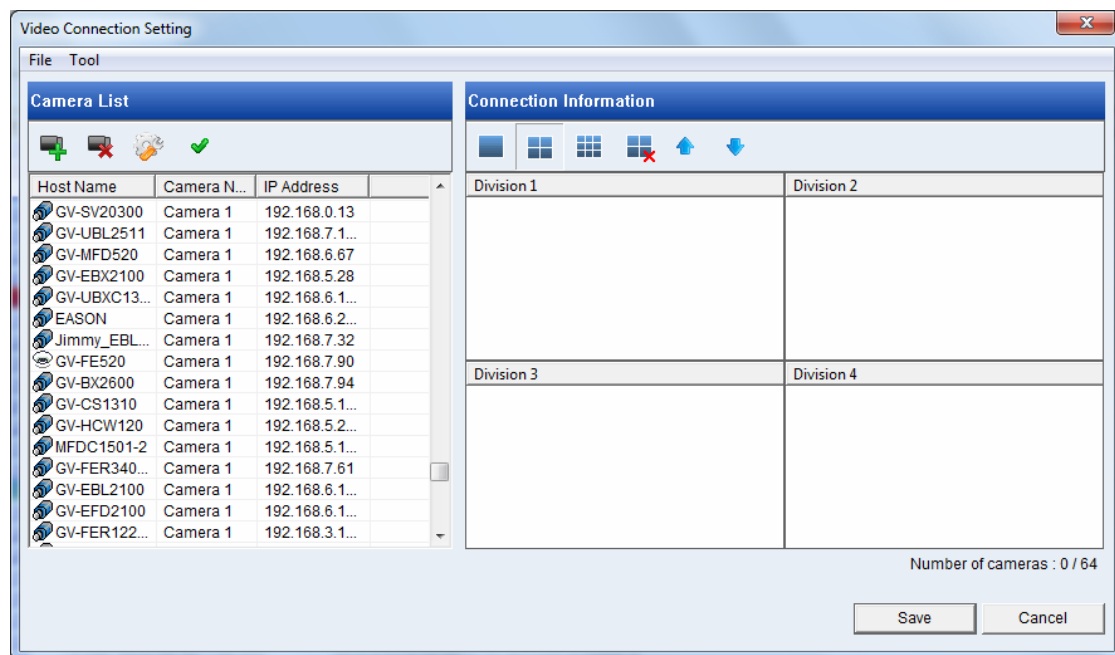 Video Connection Setting
File Tool
Camera List
Host Name Camera N... IP Address
GV-SV20300 Camera 1 192.168.0.13
GV-UBL2511 Camera 1 192.168.7.1...
GV-MFD520 Camera 1 192.168.6.67
GV-EBX2100 Camera 1 192.168.5.28
GV-UBXC13... Camera 1 192.168.6.1...
EASON Camera 1 192.168.6.2...
Jimmy_EBL... Camera 1 192.168.7.32
GV-FE520 Camera 1 192.168.7.90
GV-BX2600 Camera 1 192.168.7.94
GV-CS1310 Camera 1 192.168.5.1...
GV-HCW120 Camera 1 192.168.5.2...
MFDC1501-2 Camera 1 192.168.5.1...
GV-FER340... Camera 1 192.168.7.61
GV-EBL2100 Camera 1 192.168.6.1...
GV-EFD2100 Camera 1 192.168.6.1...
GV-FER122... Camera 1 192.168.3.1...
Connection Information
Division 1 Division 2
Division 3 Division 4
Number of cameras : 0 / 64
Save Cancel